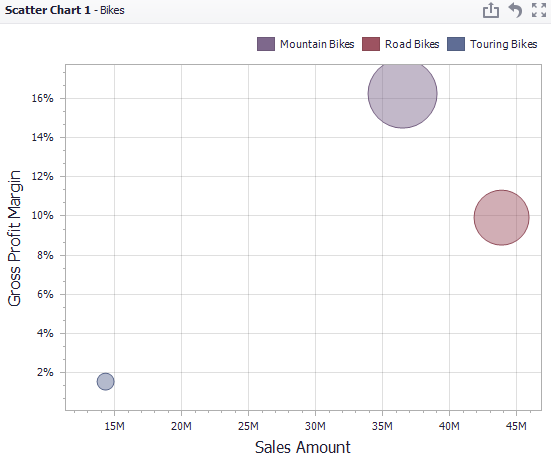 Scatter Chart 1 - Bikes
Mountain Bikes Road Bikes Touring Bikes
16%
14%
12%
10%
8%
6%
4%
2%
Gross Profit Margin
15M 20M 25M 30M 35M 40M 45M
Sales Amount